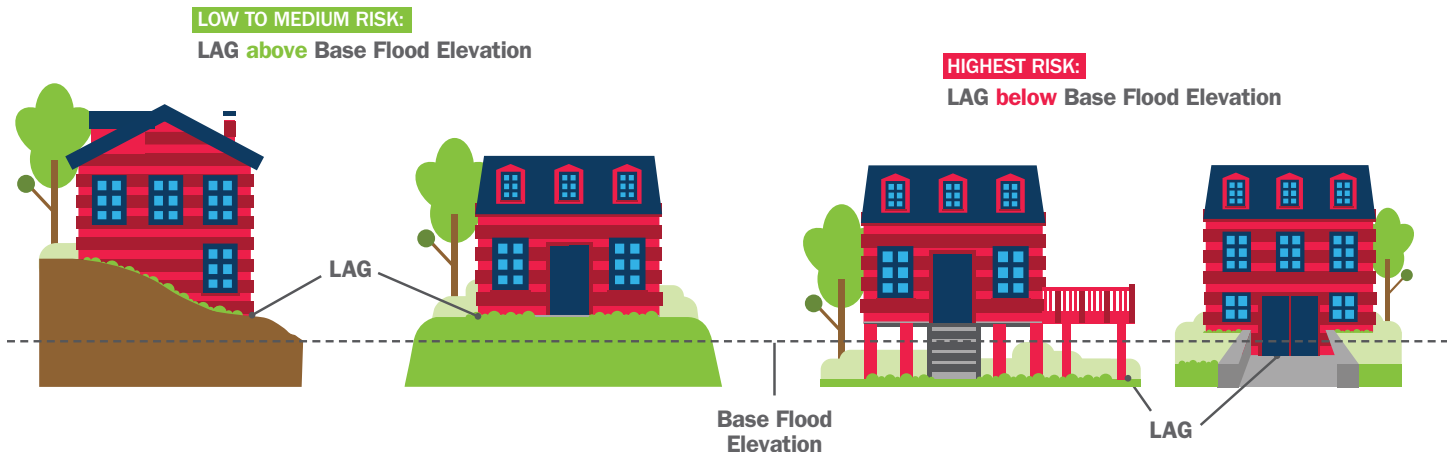 LOW TO MEDIUM RISK:
LAG above Base Flood Elevation
HIGHEST RISK:
LAG below Base Flood Elevation
LAG
Base Flood
Elevation
LAG